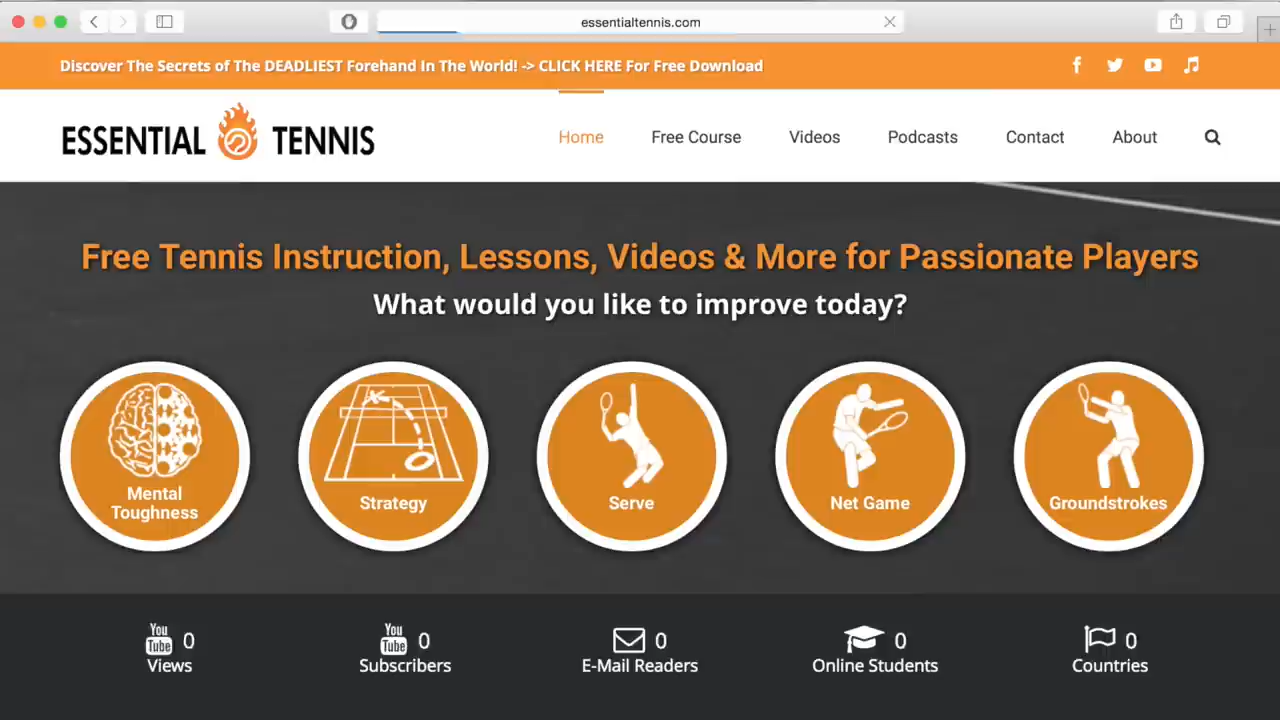 essentialtennis.com
Discover The Secrets of The DEADLIEST Forehand In The World! -> CLICK HERE For Free Download
ESSENTIAL TENNIS
Home Free Course Videos Podcasts Contact About
Free Tennis Instruction, Lessons, Videos & More for Passionate Players
What would you like to improve today?
Mental
Toughness
Strategy
Serve
Net Game
Groundstrokes
You Tube 0
Views
You Tube 0
Subscribers
0
E-Mail Readers
0
Online Students
0
Countries